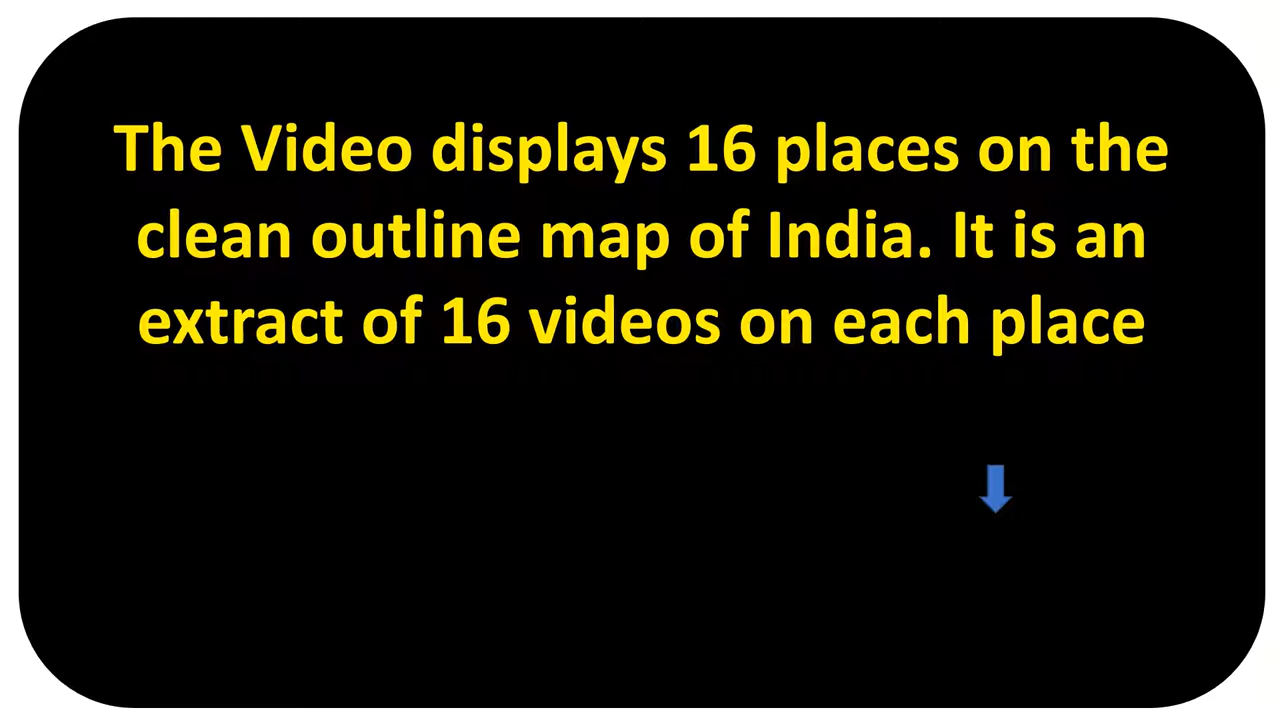 The Video displays 16 places on the
clean outline map of India. It is an
extract of 16 videos on each place